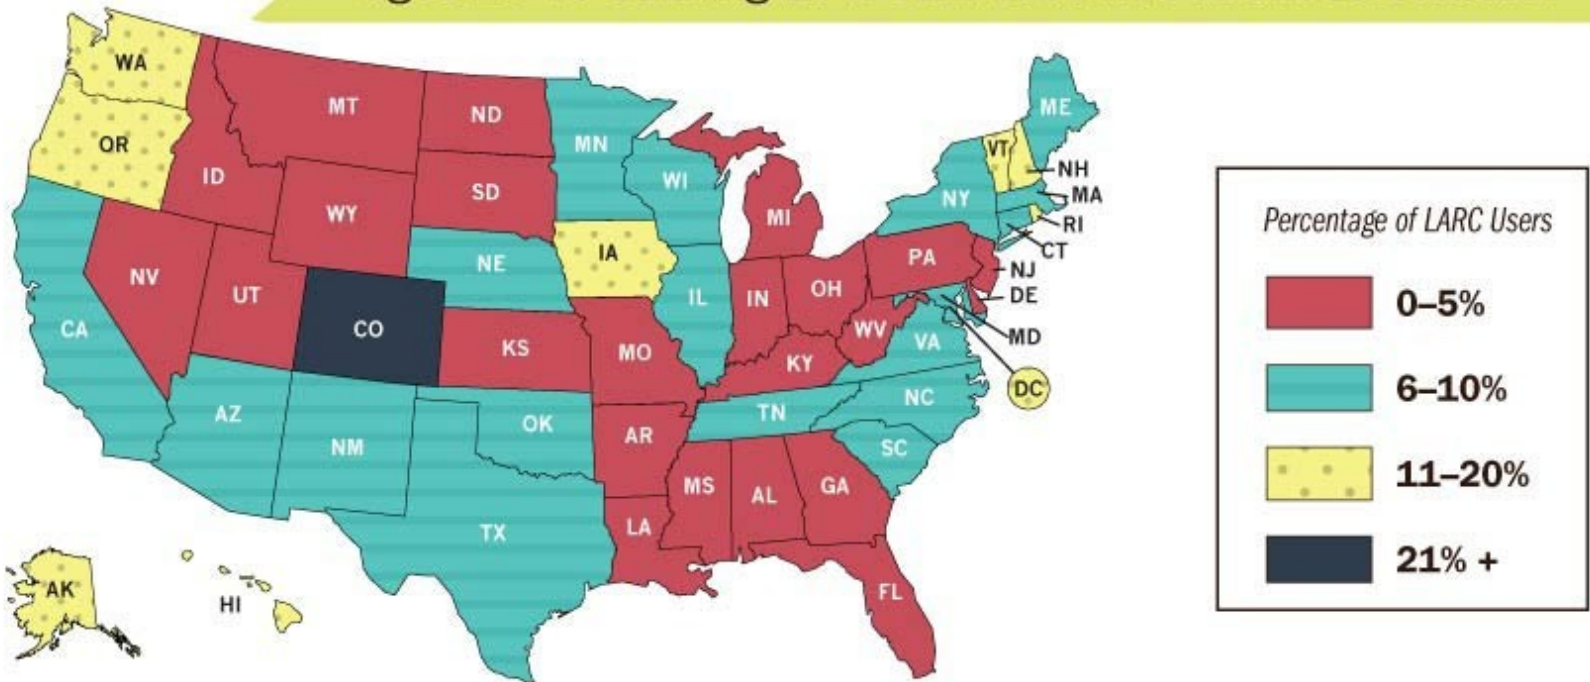 WA
MT
ND
MN
ME
OR
VT
ID
SD
WI
NH
MA
NY
WY
MI
RI
CT
IA
PA
NE
NJ
NV
UT
IL
IN
OH
DE
CA
CO
WV
MD
VA
KS
MO
KY
DC
AZ
OK
TN
NC
NM
AR
SC
MS
AL
GA
TX
LA
AK
HI
FL
Percentage of LARC Users
0–5%
6–10%
11–20%
21% +